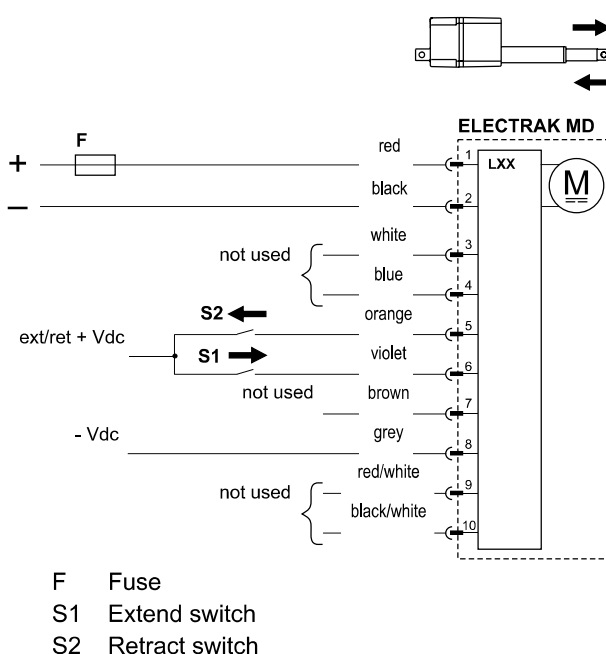 ELECTRAK MD
F
red
1
LXX
+
M
black
–
2
white
3
not used
blue
4
S2
orange
5
ext/ret + Vdc
S1
violet
6
not used
brown
7
grey
- Vdc
8
red/white
9
not used
black/white
10
F Fuse
S1 Extend switch
S2 Retract switch